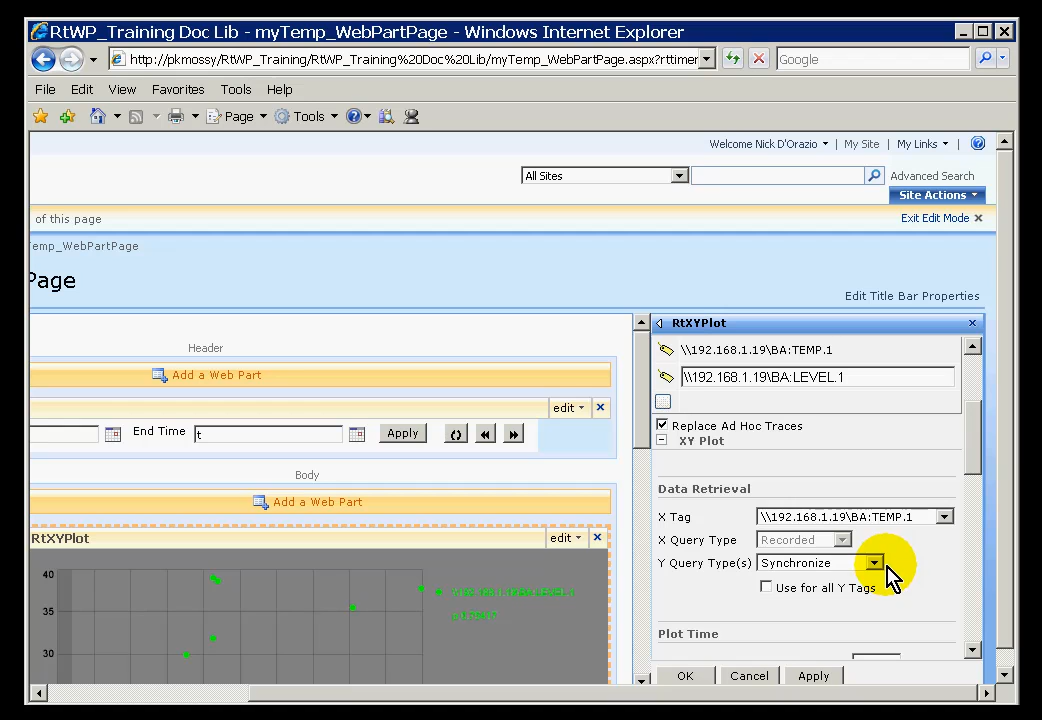 RtWP_Training Doc Lib - myTemp_WebPartPage - Windows Internet Explorer
http://pkmossy/RtWP_Training/RtWP_Training%20Doc%20Lib/myTemp_WebPartPage.aspx?rttimer
Google
File Edit View Favorites Tools Help
Page Tools
Welcome Nick D'Orazio | My Site | My Links |
All Sites
Advanced Search
Site Actions
of this page
Exit Edit Mode
emp_WebPartPage
Page
Edit Title Bar Properties
RtXYPlot
Header
\\192.168.1.19\BA:TEMP.1
Add a Web Part
\\192.168.1.19\BA:LEVEL.1
edit
End Time t Apply
Replace Ad Hoc Traces
XY Plot
Body
Data Retrieval
Add a Web Part
X Tag \\192.168.1.19\BA:TEMP.1
RtXYPlot edit
X Query Type Recorded
Y Query Type(s) Synchronize
40
Use for all Y Tags
35
Plot Time
30
OK Cancel Apply